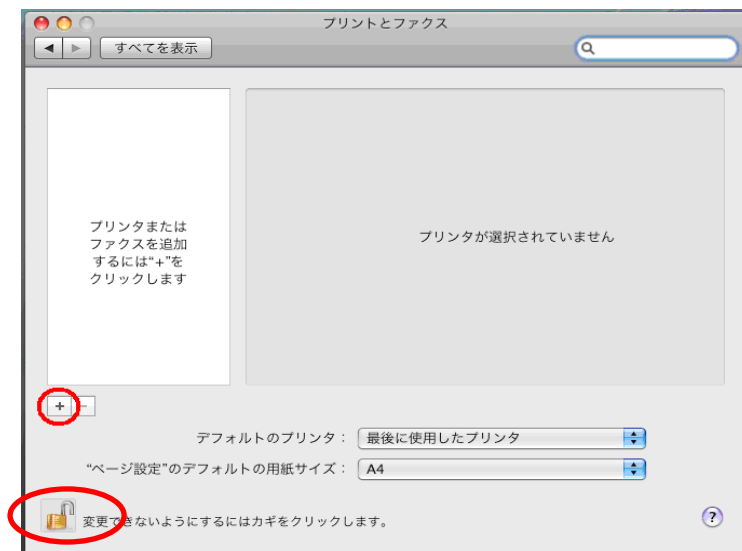 プリントとファクス
すべてを表示
プリンタまたは
ファクスを追加
するには“+”を
クリックします
プリンタが選択されていません
+ −
デフォルトのプリンタ： 最後に使用したプリンタ
“ページ設定”のデフォルトの用紙サイズ： A4
変更できないようにするにはカギをクリックします。
?